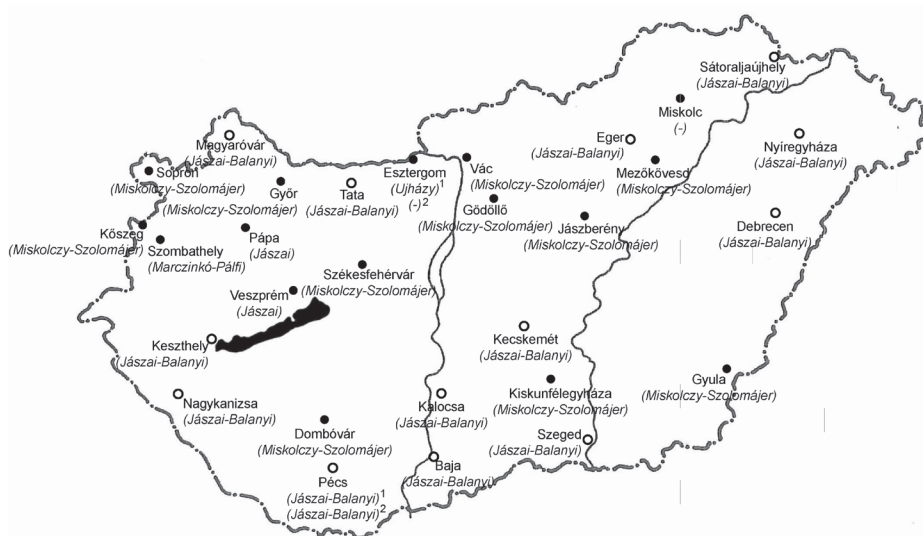 Sátoraljaújhely
(Jászai-Balanyi)
Miskolc
(-)
Magyaróvár
(Jászai-Balanyi)
Eger
(Jászai-Balanyi)
Nyíregyháza
(Jászai-Balanyi)
Sopron
(Miskolczy-Szolomájer)
Győr
(Miskolczy-Szolomájer)
Tata
(Jászai-Balanyi)
Esztergom
(Ujházy)1
(-)2
Vác
(Miskolczy-Szolomájer)
Mezőkövesd
(Miskolczy-Szolomájer)
Gödöllő
(Miskolczy-Szolomájer)
Jászberény
(Miskolczy-Szolomájer)
Debrecen
(Jászai-Balanyi)
Kőszeg
(Miskolczy-Szolomájer)
Szombathely
(Marczinkó-Pálfi)
Pápa
(Jászai)
Székesfehérvár
(Miskolczy-Szolomájer)
Veszprém
(Jászai)
Keszthely
(Jászai-Balanyi)
Kecskemét
(Jászai-Balanyi)
Nagykanizsa
(Jászai-Balanyi)
Kalocsa
(Jászai-Balanyi)
Kiskunfélegyháza
(Miskolczy-Szolomájer)
Gyula
(Miskolczy-Szolomájer)
Dombóvár
(Miskolczy-Szolomájer)
Szeged
(Jászai-Balanyi)
Baja
(Jászai-Balanyi)
Pécs
(Jászai-Balanyi)1
(Jászai-Balanyi)2